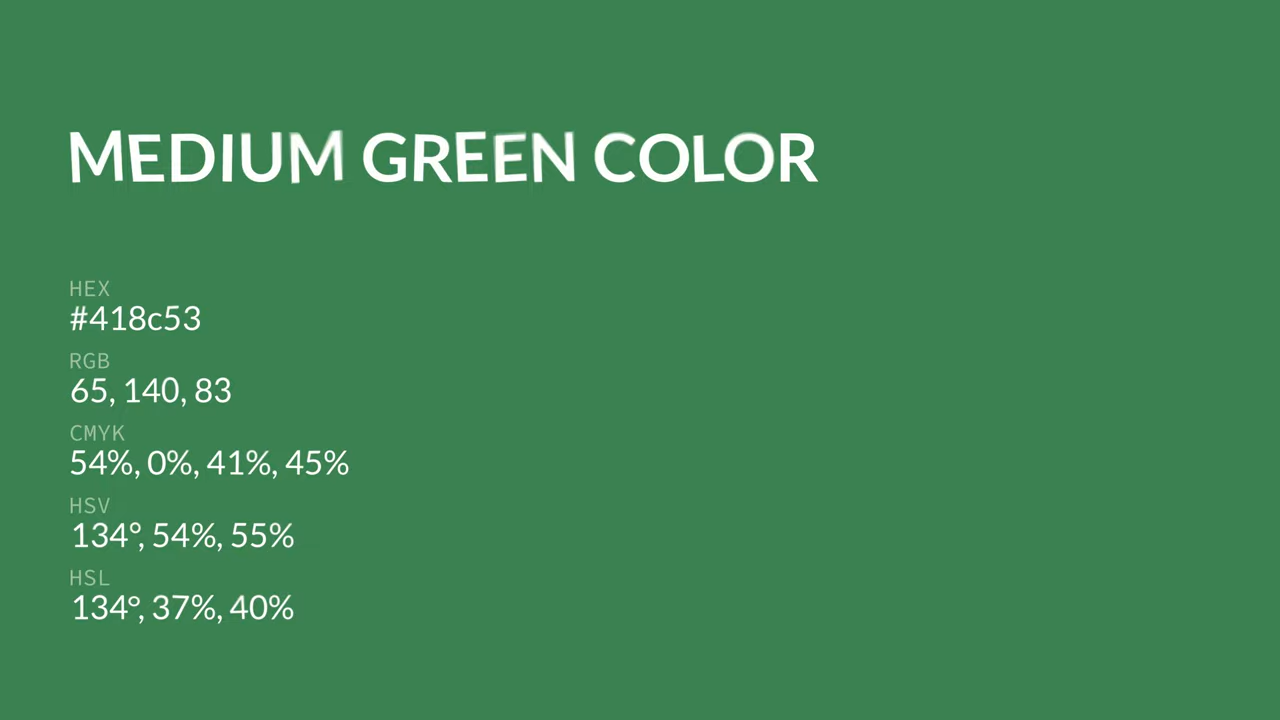 MEDIUM GREEN COLOR
HEX
#418c53
RGB
65, 140, 83
CMYK
54%, 0%, 41%, 45%
HSV
134°, 54%, 55%
HSL
134°, 37%, 40%